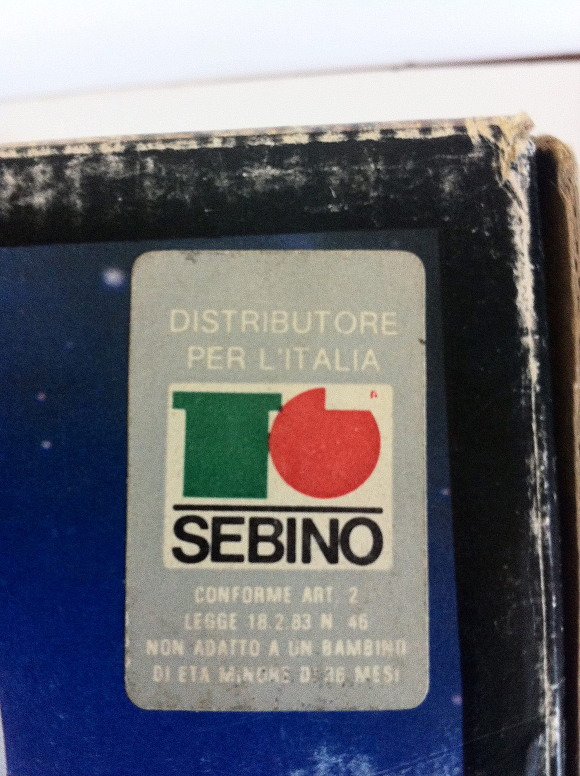 DISTRIBUTORE
PER L'ITALIA
TG
SEBINO
CONFORME ART. 2
LEGGE 18.2.83 N. 46
NON ADATTO A UN BAMBINO
DI ETA MINORE DI 36 MESI